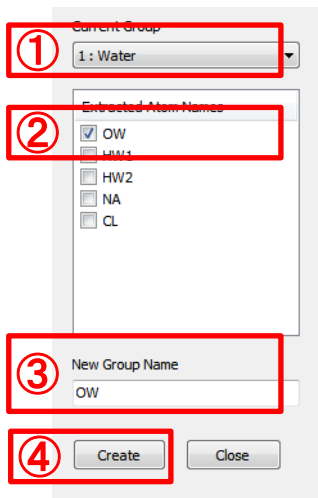 Current Group
① 1 : Water
Extracted Atom Names
② OW
HW1
HW2
NA
CL
③ New Group Name
OW
④ Create Close